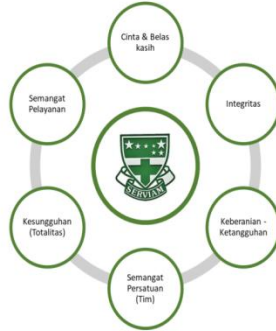 Cinta & Belas
kasih
Integritas
Keberanian -
Ketangguhan
Semangat
Persatuan
(Tim)
Kesungguhan
(Totalitas)
Semangat
Pelayanan
SERVIAM